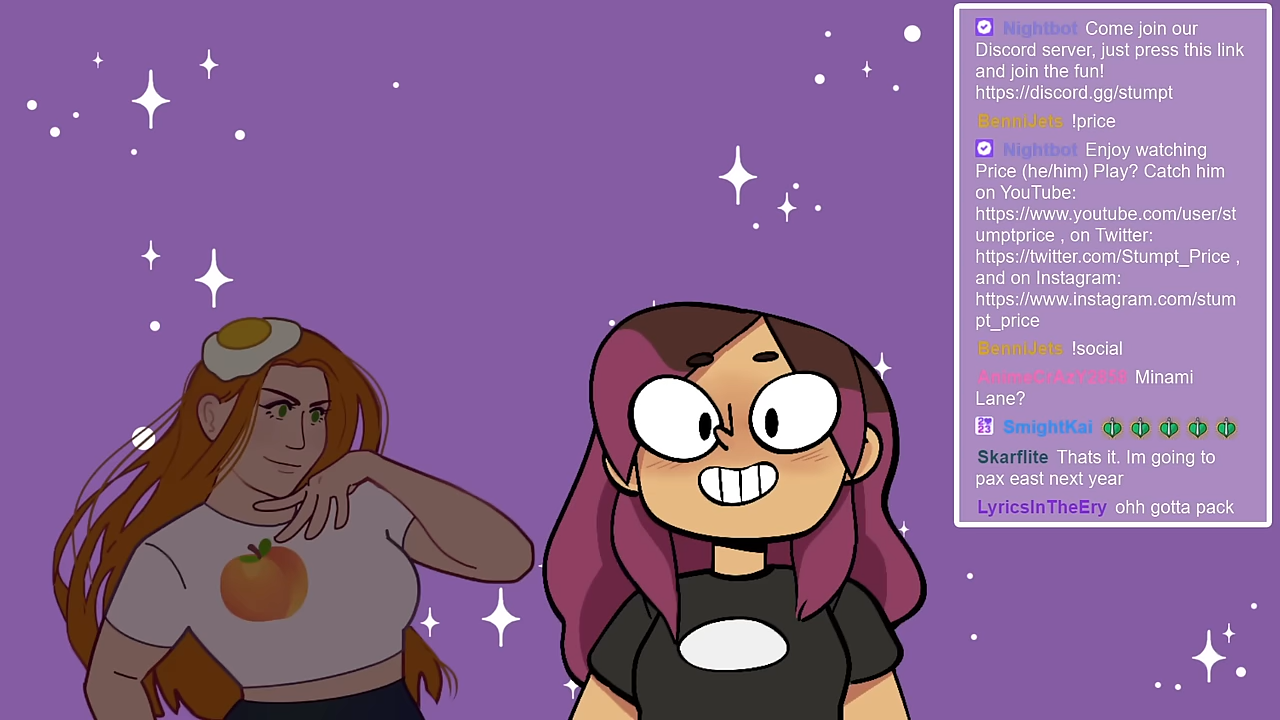 Nightbot Come join our
Discord server, just press this link
and join the fun!
https://discord.gg/stumpt
BenniJets !price
Nightbot Enjoy watching
Price (he/him) Play? Catch him
on YouTube:
https://www.youtube.com/user/st
umptprice , on Twitter:
https://twitter.com/Stumpt_Price ,
and on Instagram:
https://www.instagram.com/stum
pt_price
BenniJets !social
Minami
Lane?
SmightKai
Skarflite Thats it. Im going to
pax east next year
LyricsInTheEry ohh gotta pack